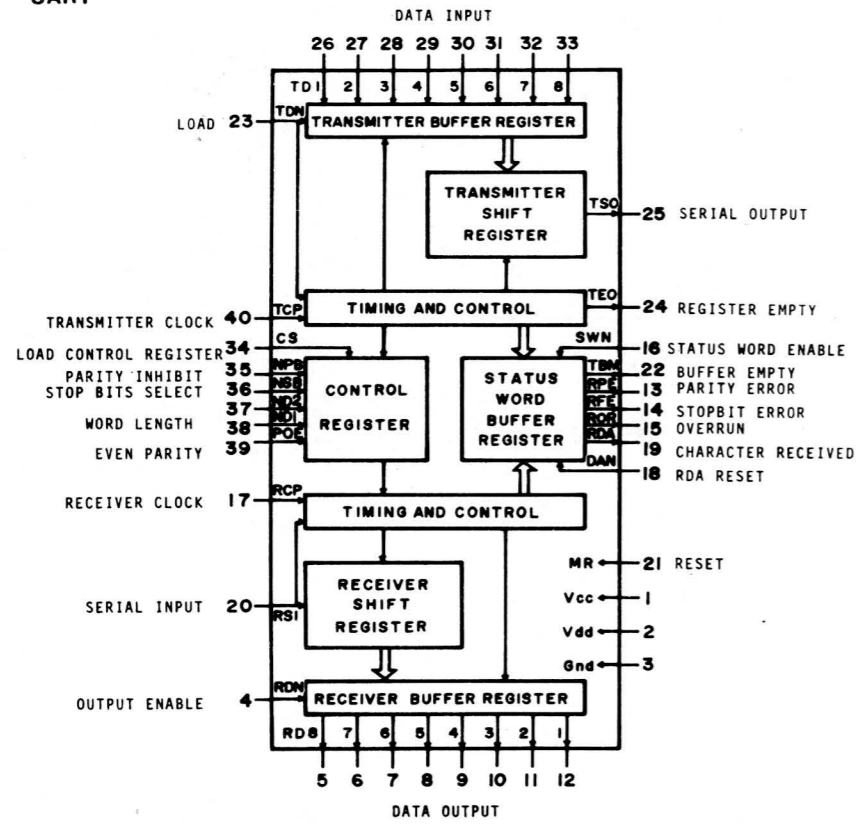 UART
DATA INPUT
26 27 28 29 30 31 32 33
TD1 2 3 4 5 6 7 8
LOAD 23 TDN TRANSMITTER BUFFER REGISTER
TRANSMITTER
SHIFT
REGISTER
TSO
25 SERIAL OUTPUT
TIMING AND CONTROL
TEO
24 REGISTER EMPTY
TRANSMITTER CLOCK 40 TCP
LOAD CONTROL REGISTER 34 CS
PARITY INHIBIT 35 NPB
STOP BITS SELECT 36 NSB
37 ND2
WORD LENGTH 38 ND1
EVEN PARITY 39 POE
CONTROL
REGISTER
STATUS
WORD
BUFFER
REGISTER
SWN 16 STATUS WORD ENABLE
TBM 22 BUFFER EMPTY
RPE 13 PARITY ERROR
RFE 14 STOPBIT ERROR
ROR 15 OVERRUN
RDA 19 CHARACTER RECEIVED
DAN 18 RDA RESET
RECEIVER CLOCK 17 RCP
TIMING AND CONTROL
MR 21 RESET
Vcc 1
Vdd 2
Gnd 3
SERIAL INPUT 20 RSI
RECEIVER
SHIFT
REGISTER
OUTPUT ENABLE 4 RDN RECEIVER BUFFER REGISTER
RD8 7 6 5 4 3 2 1
5 6 7 8 9 10 11 12
DATA OUTPUT